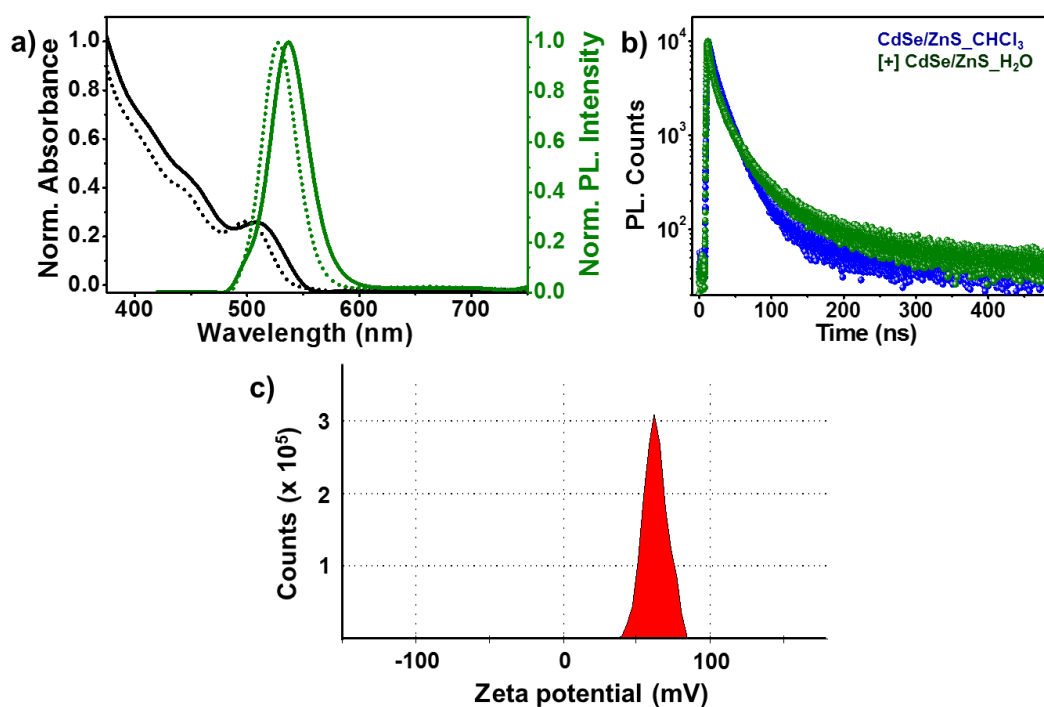 a)
Norm. Absorbance
1.0
0.8
0.6
0.4
0.2
0.0
400
500
600
700
Wavelength (nm)
1.0
0.8
0.6
0.4
0.2
0.0
Norm. PL. Intensity
b)
PL. Counts
10⁴
10³
10²
CdSe/ZnS_CHCl₃
[+] CdSe/ZnS_H₂O
0
100
200
300
400
Time (ns)
c)
Counts (x 10⁵)
3
2
1
-100
0
100
Zeta potential (mV)